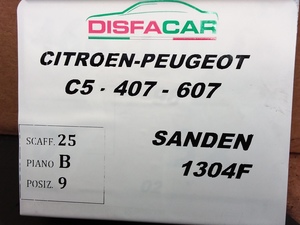 DISFACAR
CITROEN-PEUGEOT
C5 - 407 - 607
SCAFF. 25
PIANO B
POSIZ. 9
SANDEN
1304F